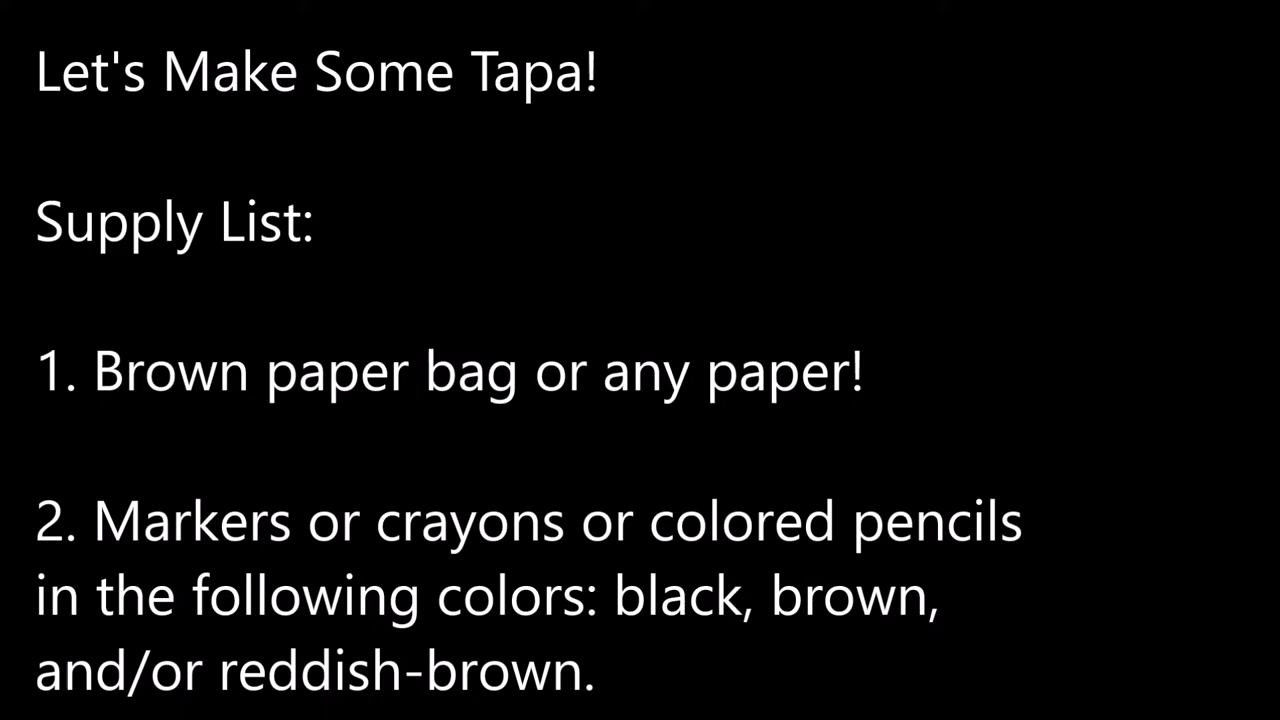 Let's Make Some Tapa!
Supply List:
1. Brown paper bag or any paper!
2. Markers or crayons or colored pencils
in the following colors: black, brown,
and/or reddish-brown.